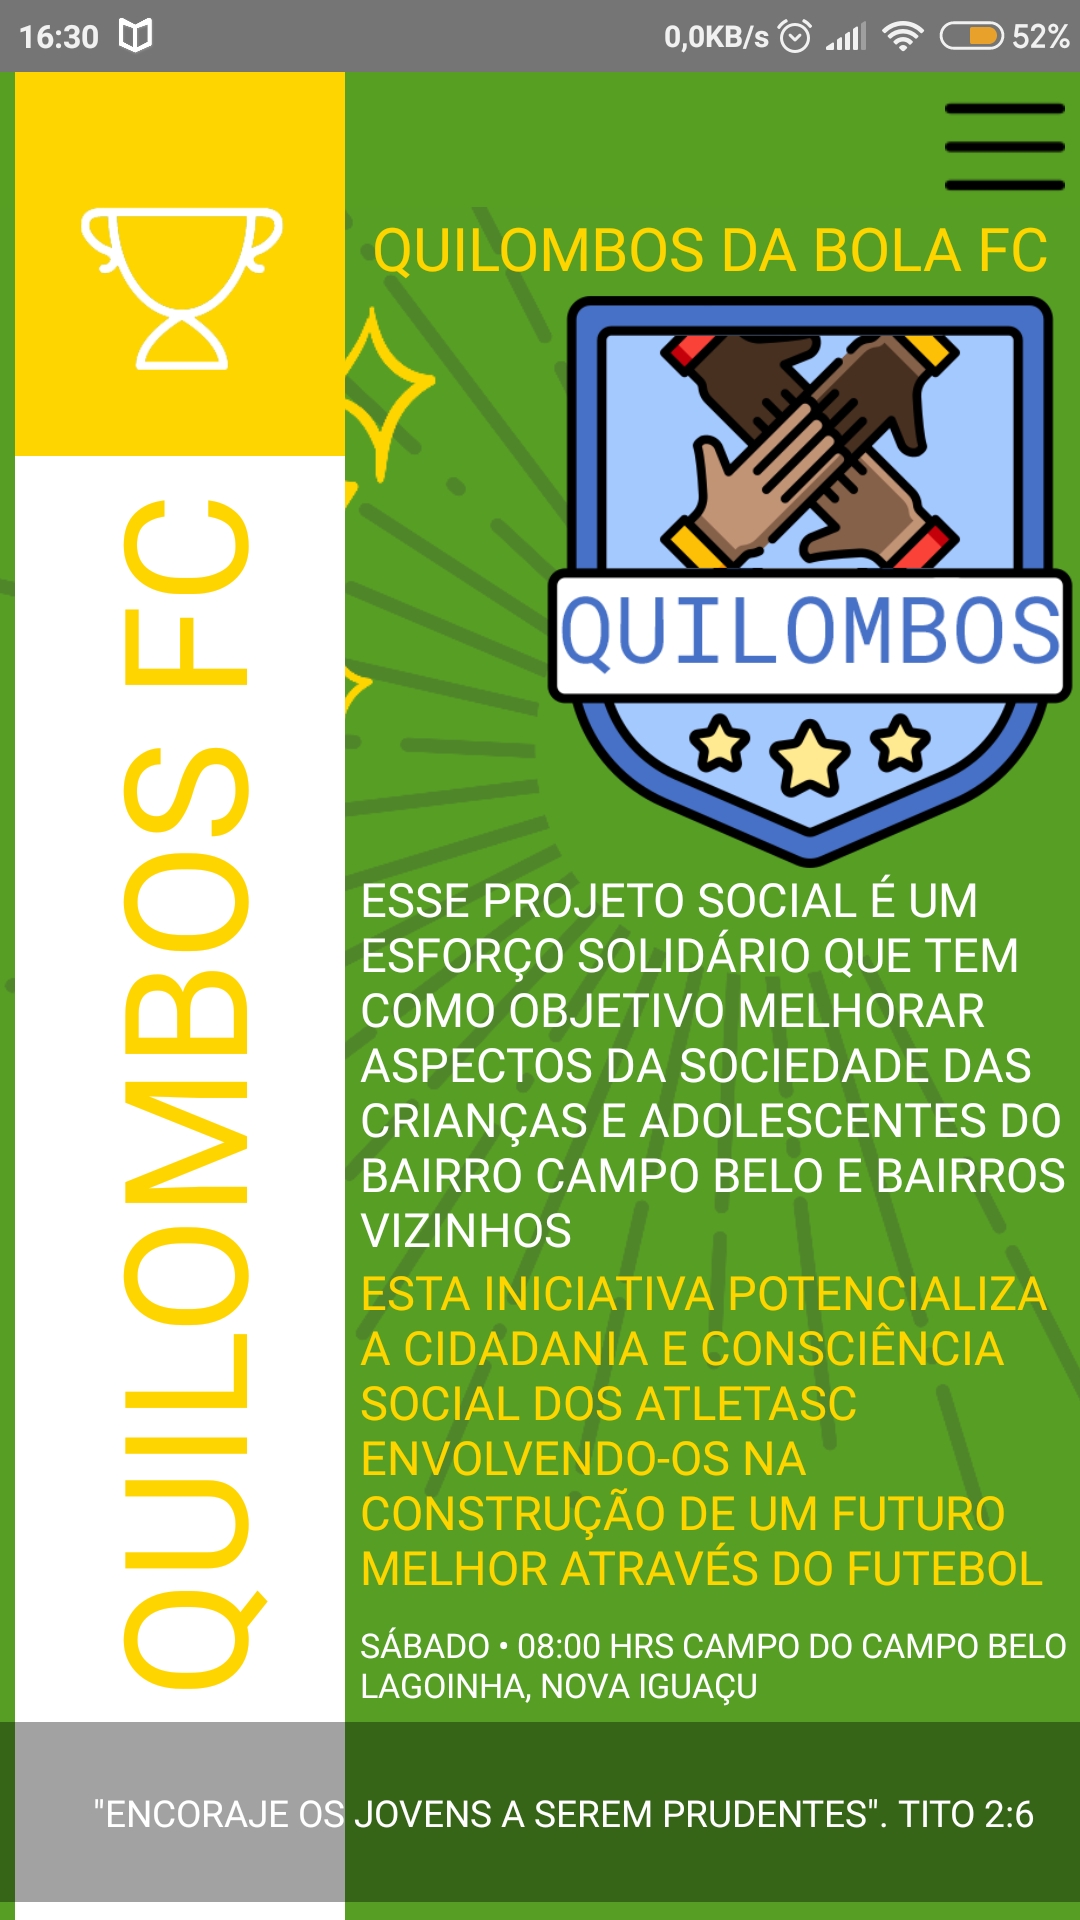 16:30
0,0KB/s
52%
QUILOMBOS FC
QUILOMBOS DA BOLA FC
QUILOMBOS
ESSE PROJETO SOCIAL É UM
ESFORÇO SOLIDÁRIO QUE TEM
COMO OBJETIVO MELHORAR
ASPECTOS DA SOCIEDADE DAS
CRIANÇAS E ADOLESCENTES DO
BAIRRO CAMPO BELO E BAIRROS
VIZINHOS
ESTA INICIATIVA POTENCIALIZA
A CIDADANIA E CONSCIÊNCIA
SOCIAL DOS ATLETASC
ENVOLVENDO-OS NA
CONSTRUÇÃO DE UM FUTURO
MELHOR ATRAVÉS DO FUTEBOL
SÁBADO • 08:00 HRS CAMPO DO CAMPO BELO
LAGOINHA, NOVA IGUAÇU
"ENCORAJE OS JOVENS A SEREM PRUDENTES". TITO 2:6